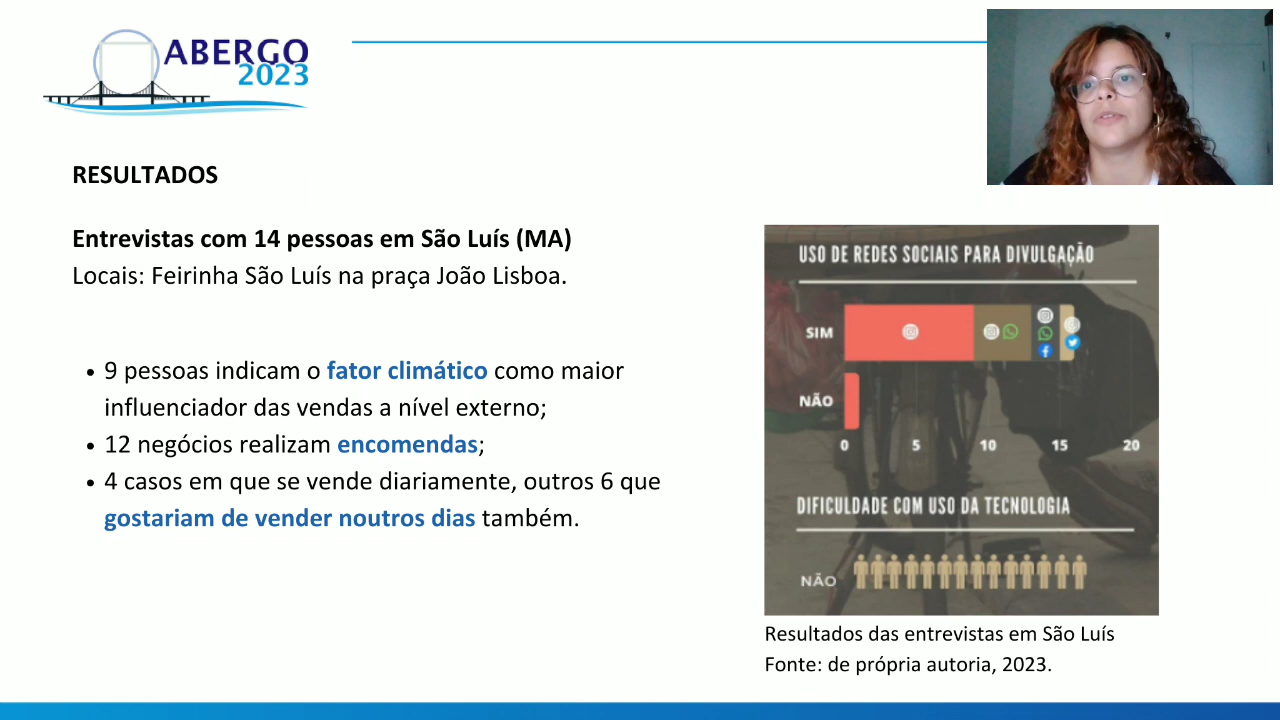 ABERGO
2023
RESULTADOS
Entrevistas com 14 pessoas em São Luís (MA)
Locais: Feirinha São Luís na praça João Lisboa.
• 9 pessoas indicam o fator climático como maior
influenciador das vendas a nível externo;
• 12 negócios realizam encomendas;
• 4 casos em que se vende diariamente, outros 6 que
gostariam de vender noutros dias também.
USO DE REDES SOCIAIS PARA DIVULGAÇÃO
SIM
NÃO
0 5 10 15 20
DIFICULDADE COM USO DA TECNOLOGIA
NÃO
Resultados das entrevistas em São Luís
Fonte: de própria autoria, 2023.